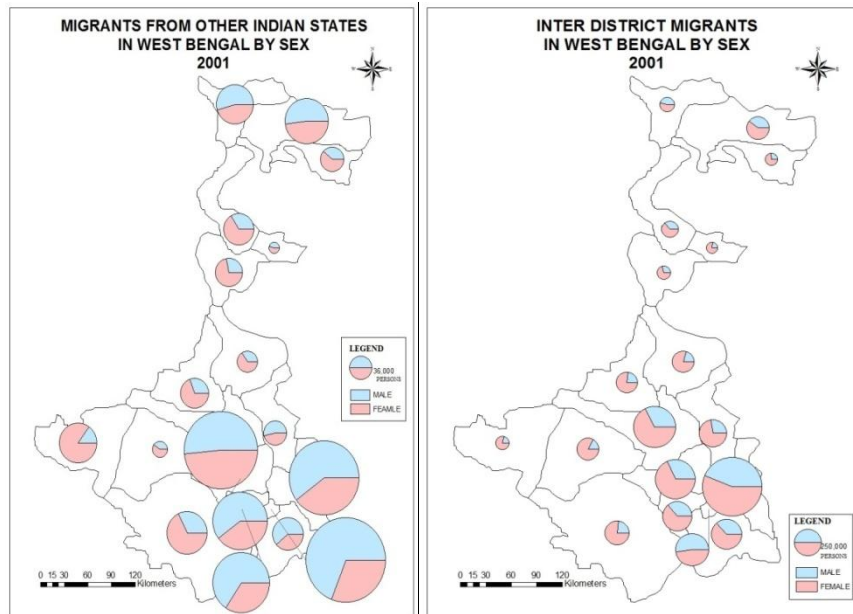 MIGRANTS FROM OTHER INDIAN STATES
IN WEST BENGAL BY SEX
2001
LEGEND
36,000
PERSONS
MALE
FEAMLE
0 15 30 60 90 120
Kilometers
INTER DISTRICT MIGRANTS
IN WEST BENGAL BY SEX
2001
LEGEND
250,000
PERSONS
MALE
FEMALE
0 15 30 60 90 120
Kilometers